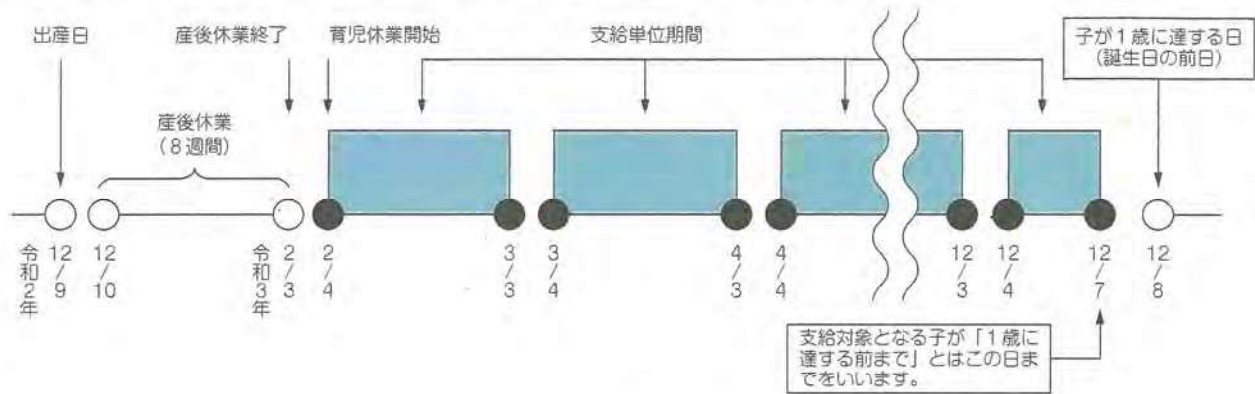 出産日
産後休業終了
育児休業開始
支給単位期間
子が1歳に達する日
(誕生日の前日)
産後休業
(8週間)
令和2年
12/9
12/10
令和3年
2/3
2/4
3/3
3/4
4/3
4/4
12/3
12/4
12/7
12/8
支給対象となる子が「1歳に
達する前まで」とはこの日ま
でをいいます。